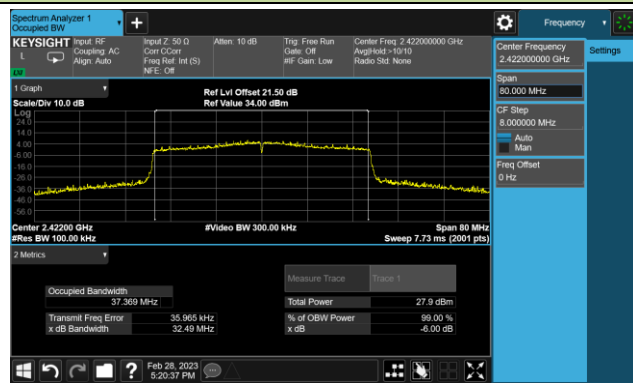 Spectrum Analyzer 1
Occupied BW
Frequency
KEYSIGHT
L
Input: RF
Coupling: AC
Align: Auto
Input Z: 50 Ω
Corr CCorr
Freq Ref: Int (S)
NFE: Off
Atten: 10 dB
Trig: Free Run
Gate: Off
#IF Gain: Low
Center Freq: 2.422000000 GHz
Avg|Hold:>10/10
Radio Std: None
Center Frequency
2.422000000 GHz
Settings
Span
80.000 MHz
CF Step
8.000000 MHz
Auto
Man
Freq Offset
0 Hz
1 Graph
Scale/Div 10.0 dB
Ref Lvl Offset 21.50 dB
Ref Value 34.00 dBm
Log
24.0
14.0
4.00
-6.00
-16.0
-26.0
-36.0
-46.0
-56.0
Center 2.42200 GHz
#Res BW 100.00 kHz
#Video BW 300.00 kHz
Span 80 MHz
Sweep 7.73 ms (2001 pts)
2 Metrics
Measure Trace
Trace 1
Occupied Bandwidth
37.369 MHz
Total Power
27.9 dBm
Transmit Freq Error
35.965 kHz
% of OBW Power
99.00 %
x dB Bandwidth
32.49 MHz
x dB
-6.00 dB
Feb 28, 2023
5:20:37 PM